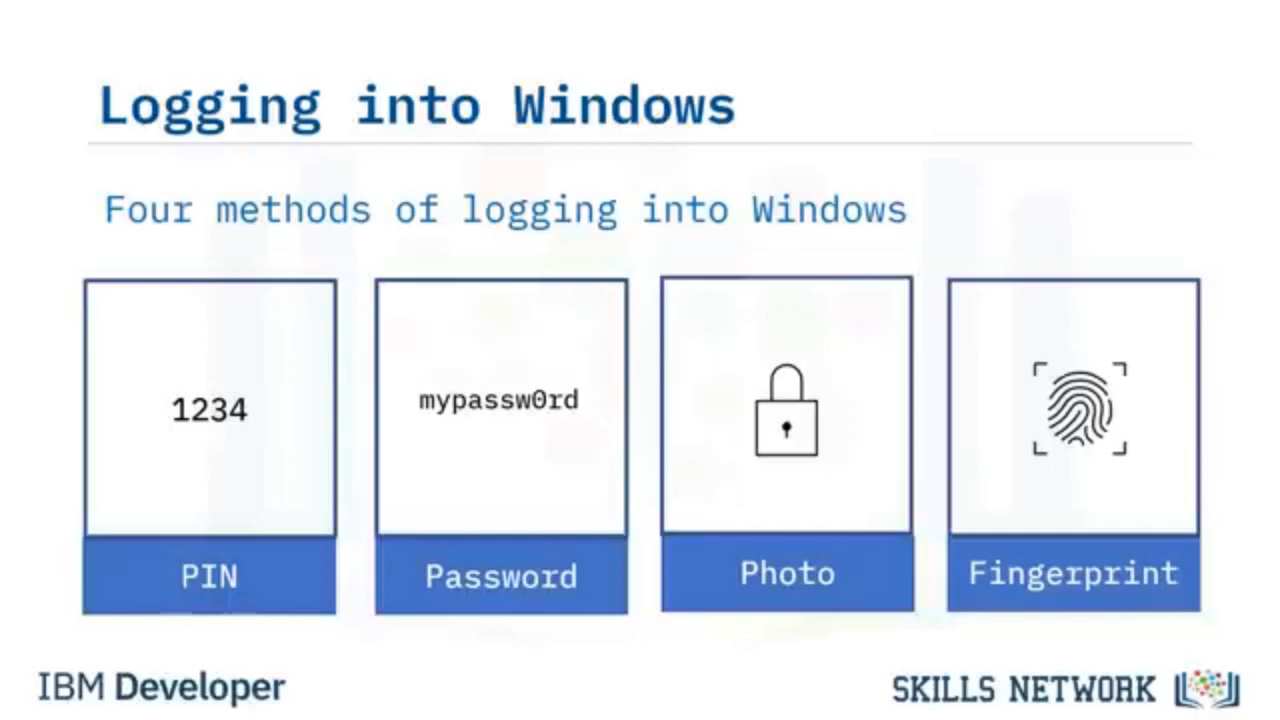 Logging into Windows
Four methods of logging into Windows
1234
mypassw0rd
PIN
Password
Photo
Fingerprint
IBM Developer
SKILLS NETWORK